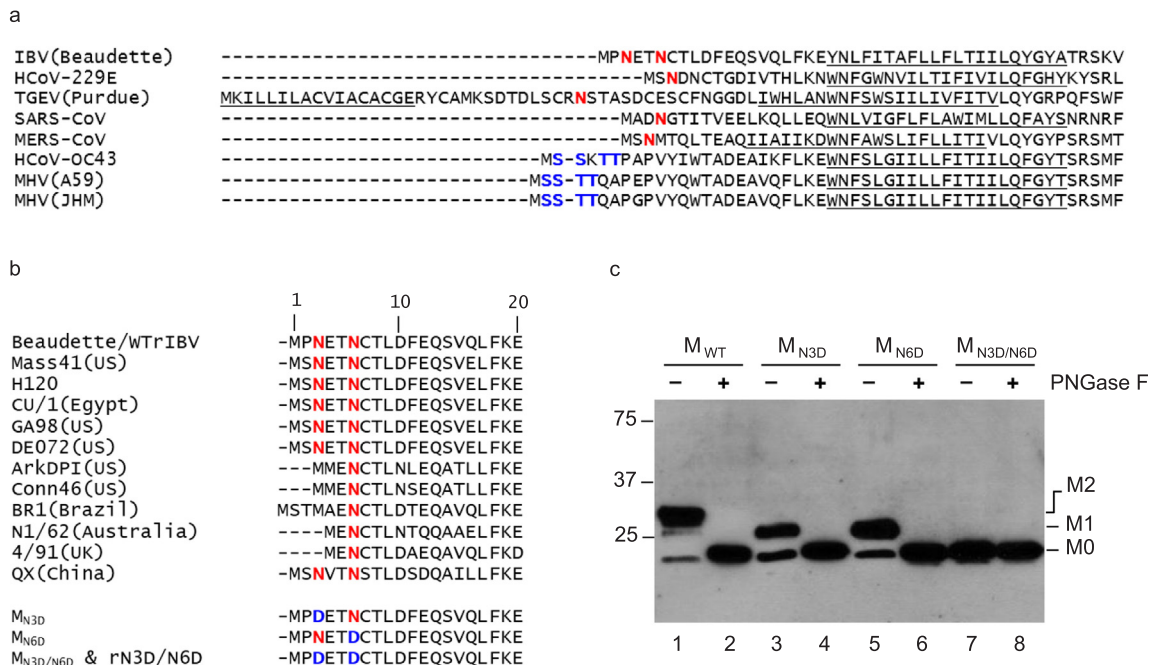 a
IBV(Beaudette) --------------------------------MPNETNCTLDFEQSVQLFKEYNLFITAFLLFLTIILQYGYATRSKV
HCoV-229E ------------------------------------MSNDNCTGDIVTHLKNWNFGWNVILTIFIVILQFGHYKYSRL
TGEV(Purdue) MKILLILACVIACACGERYCAMKSDTDLSCRNSTASDCESCFNGGDLIWHLANWNFSWSIILIVFITVLQYGRPQFSWF
SARS-CoV ----------------------------------MADNGTITVEELKQLLEQWNLVIGFLFLAWIMLLQFAYSNRNRF
MERS-CoV ----------------------------------MSNMTQLTEAQIIAIIKDWNFAWSLIFLLITIVLQYGYPSRSMT
HCoV-OC43 ---------------------------MS-SKTTPAPVYIWTADEAIKFLKEWNFSLGIILLFITIILQFGYTSRSMF
MHV(A59) --------------------------MSS-TTQAPEPVYQWTADEAVQFLKEWNFSLGIILLFITIILQFGYTSRSMF
MHV(JHM) --------------------------MSS-TTQAPGPVYQWTADEAVQFLKEWNFSLGIILLFITIILQFGYTSRSMF
b
1 10 20
Beaudette/WTrIBV -MPNETNCTLDFEQSVQLFKE
Mass41(US) -MSNETNCTLDFEQSVELFKE
H120 -MSNETNCTLDFEQSVQLFKE
CU/1(Egypt) -MSNETNCTLDFEQSVELFKE
GA98(US) -MSNETNCTLDFEQSVELFKE
DE072(US) -MSNETNCTLDFEQSVELFKE
ArkDPI(US) ---MMENCTLNLEQATLLFKE
Conn46(US) ---MMENCTLNSEQATLLFKE
BR1(Brazil) MSTMAENCTLDTEQAVQLFKE
N1/62(Australia) ----MENCTLNTQQAAELFKE
4/91(UK) ----MENCTLDAEQAVQLFKD
QX(China) -MSNVTNSTLDSDQAILLFKE
MN3D -MPDETNCTLDFEQSVQLFKE
MN6D -MPNETDCTLDFEQSVQLFKE
MN3D/N6D & rN3D/N6D -MPDETDCTLDFEQSVQLFKE
c
MWT MN3D MN6D MN3D/N6D
− + − + − + − + PNGase F
75
37
25
M2
M1
M0
1 2 3 4 5 6 7 8